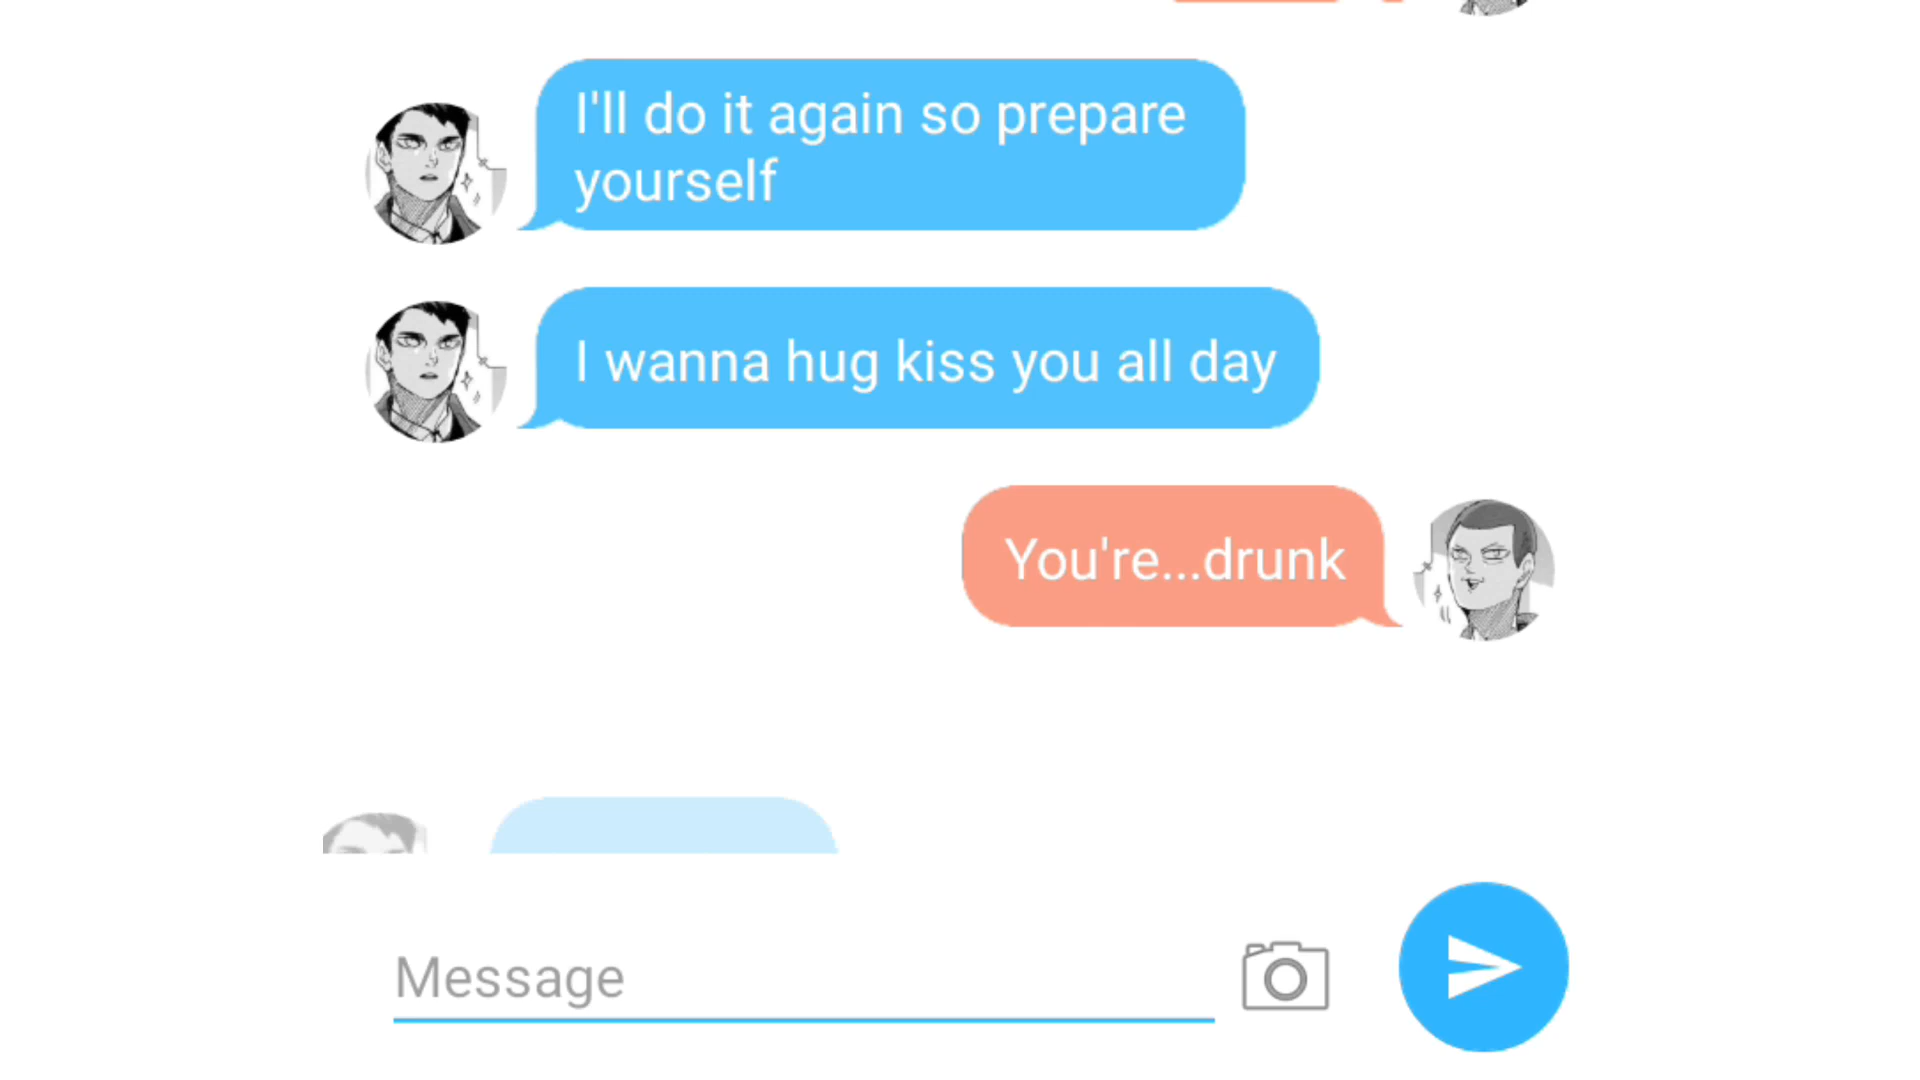 I'll do it again so prepare
yourself
I wanna hug kiss you all day
You're...drunk
Message